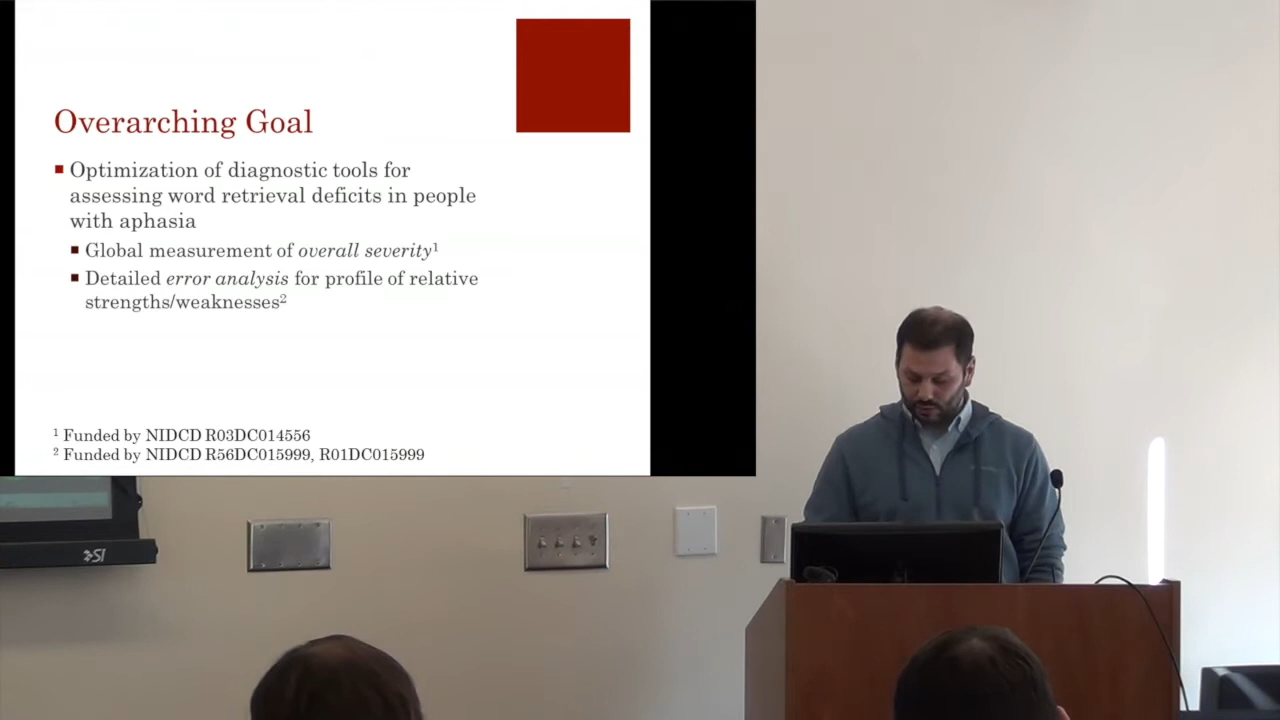 Overarching Goal
Optimization of diagnostic tools for
assessing word retrieval deficits in people
with aphasia
Global measurement of overall severity¹
Detailed error analysis for profile of relative
strengths/weaknesses²
¹ Funded by NIDCD R03DC014556
² Funded by NIDCD R56DC015999, R01DC015999
SI